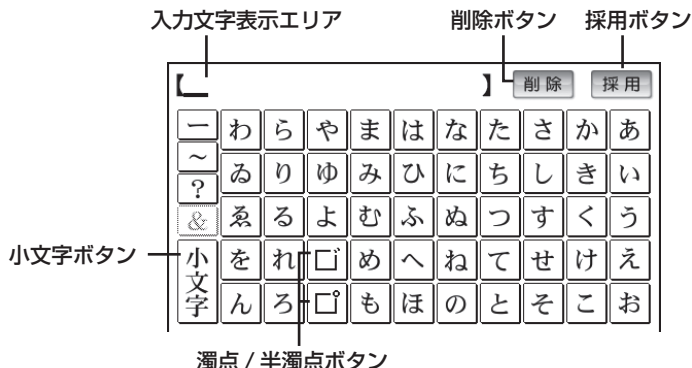 入力文字表示エリア 削除ボタン 採用ボタン
【_ 】 削除 採用
ー わ ら や ま は な た さ か あ
～ ゐ り ゆ み ひ に ち し き い
?
& ゑ る よ む ふ ぬ つ す く う
小文字ボタン 小文字 を れ □゛ め へ ね て せ け え
ん ろ □゜ も ほ の と そ こ お
濁点 / 半濁点ボタン